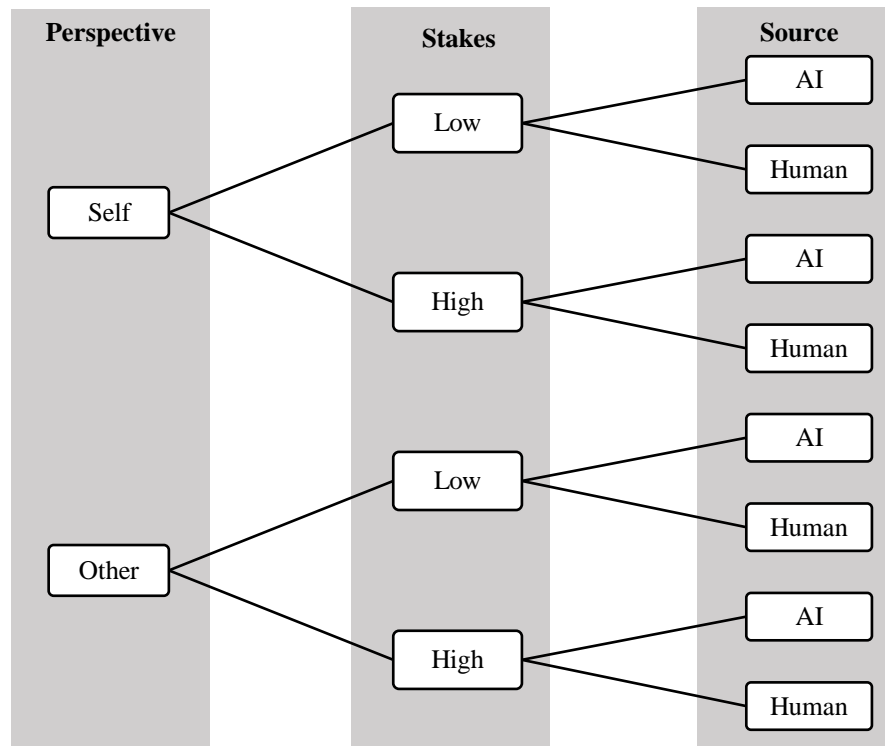 Perspective
Stakes
Source
AI
Low
Human
Self
AI
High
Human
AI
Low
Human
Other
AI
High
Human